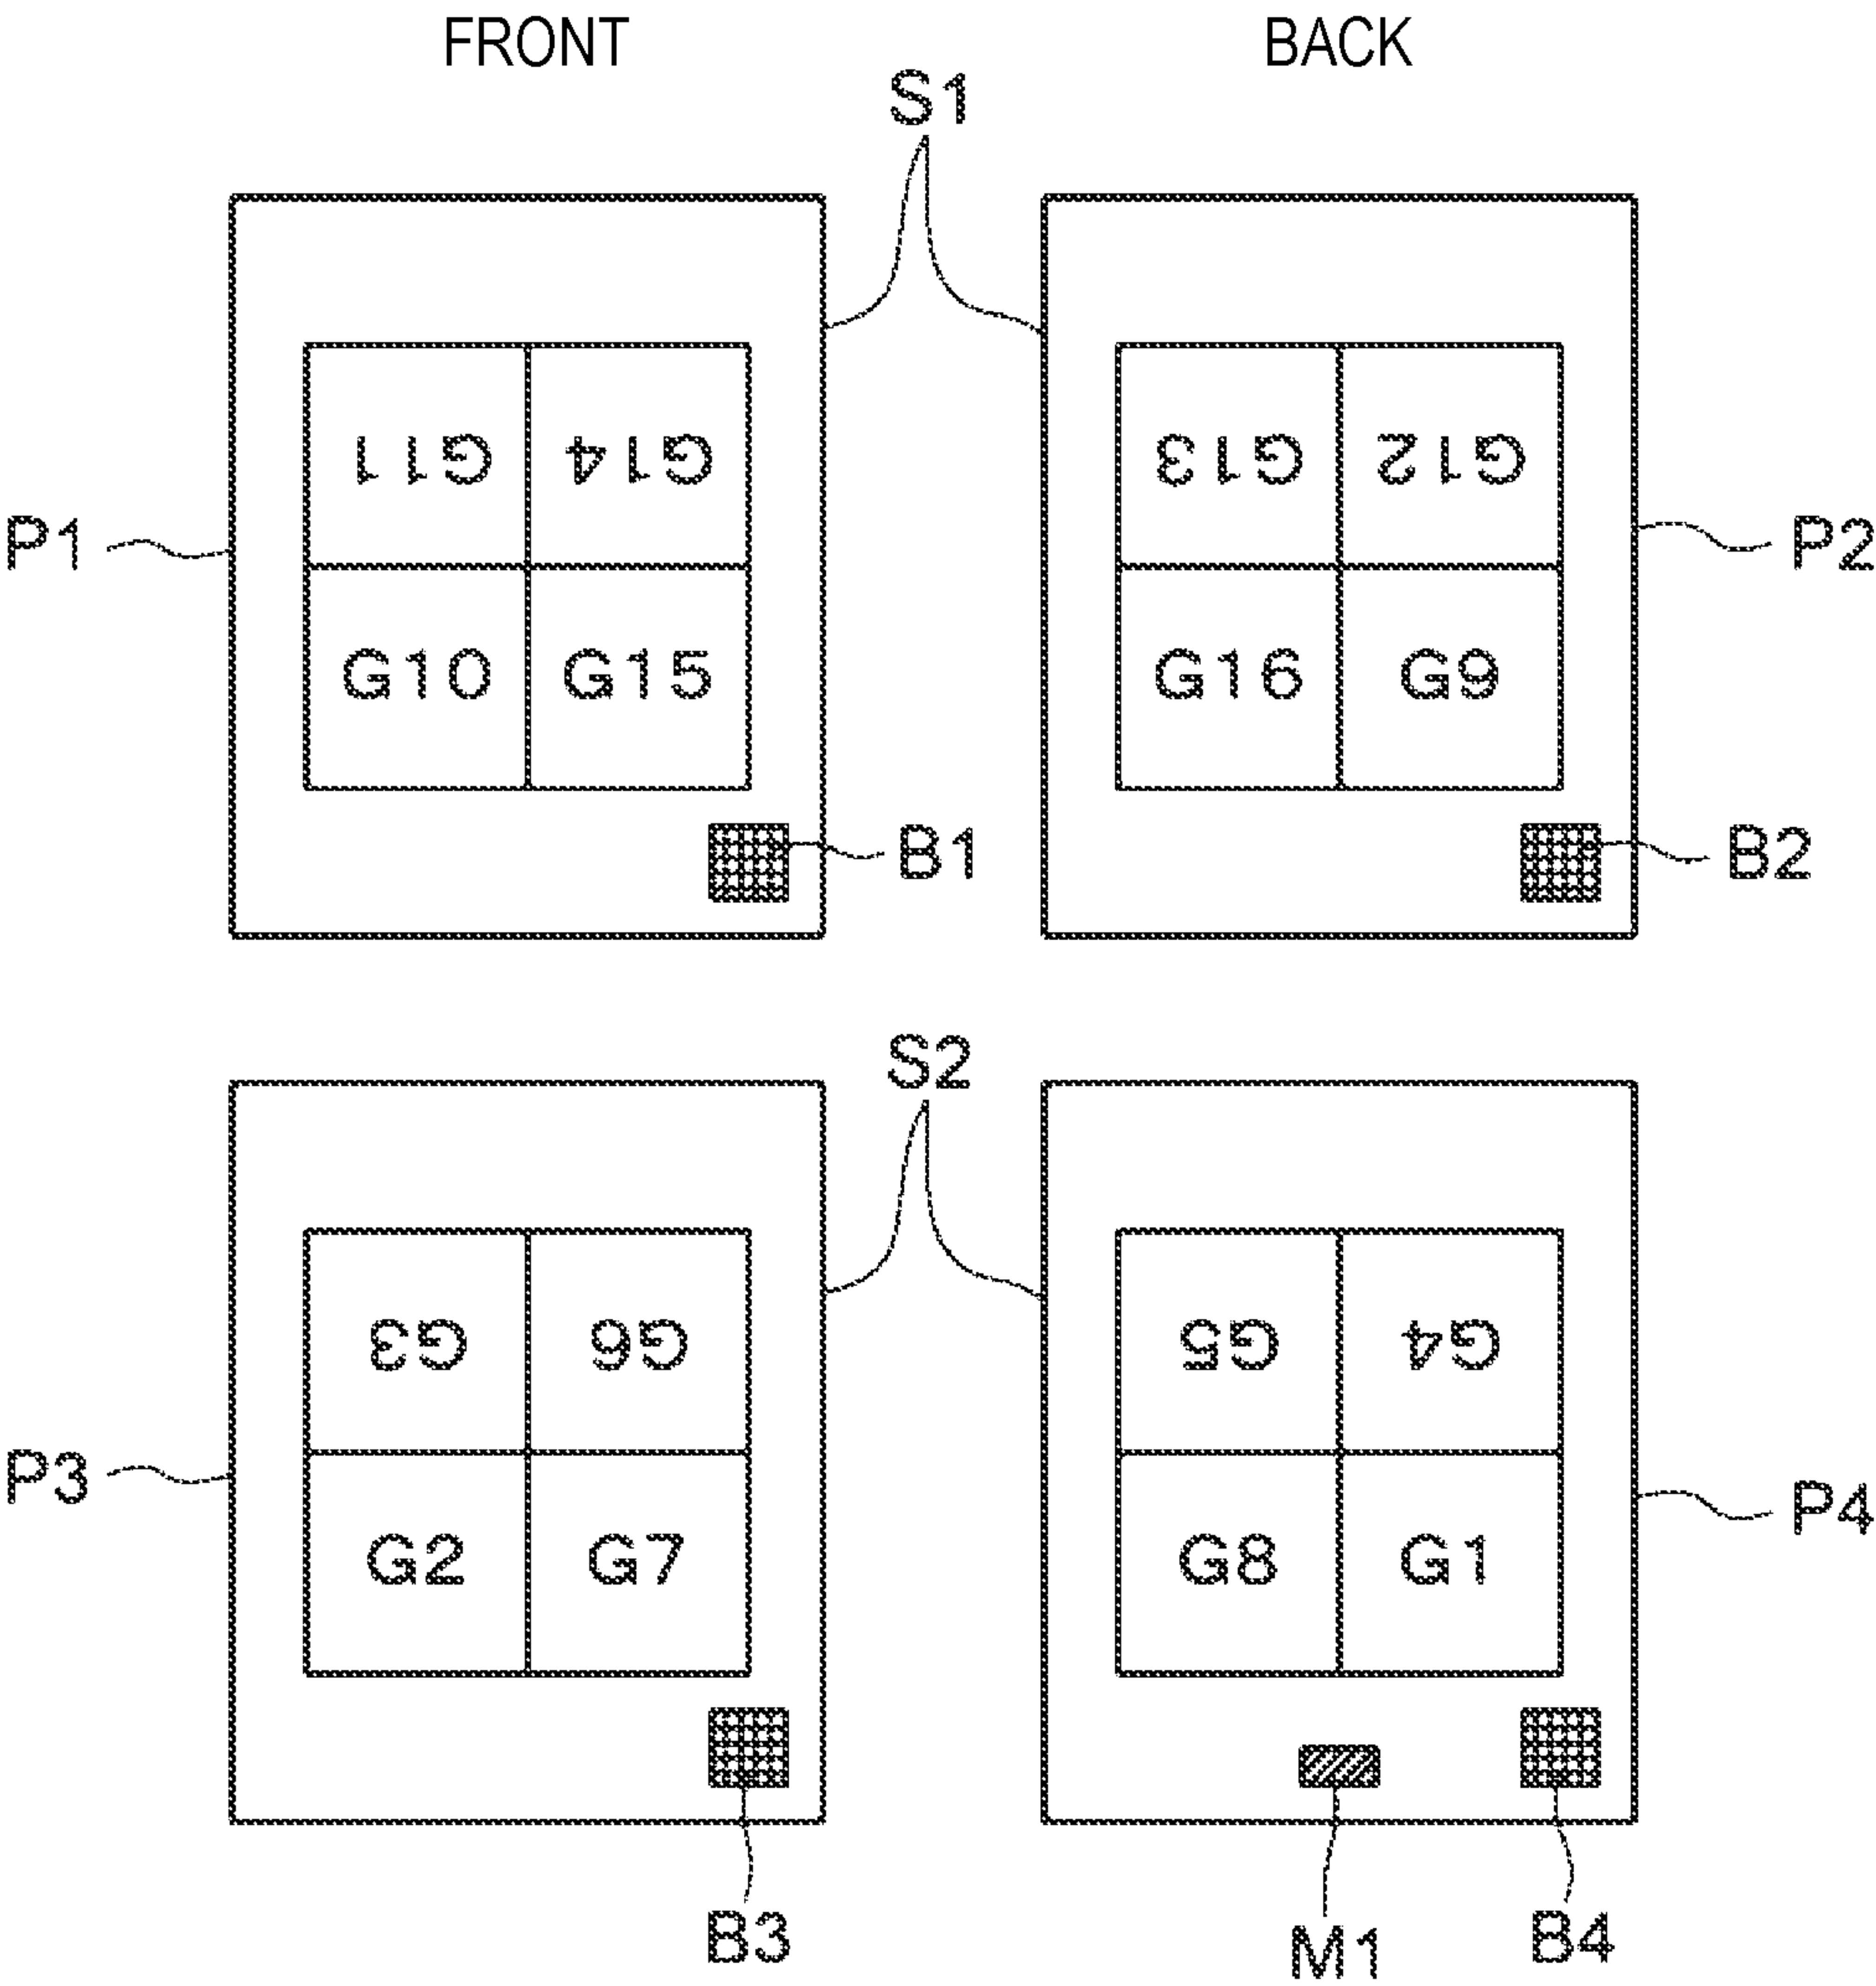 FRONT BACK
S1
G11 G14 G13 G12
P1 P2
G10 G15 G16 G9
B1 B2
S2
G3 G6 G5 G4
P3 P4
G2 G7 G8 G1
B3 M1 B4